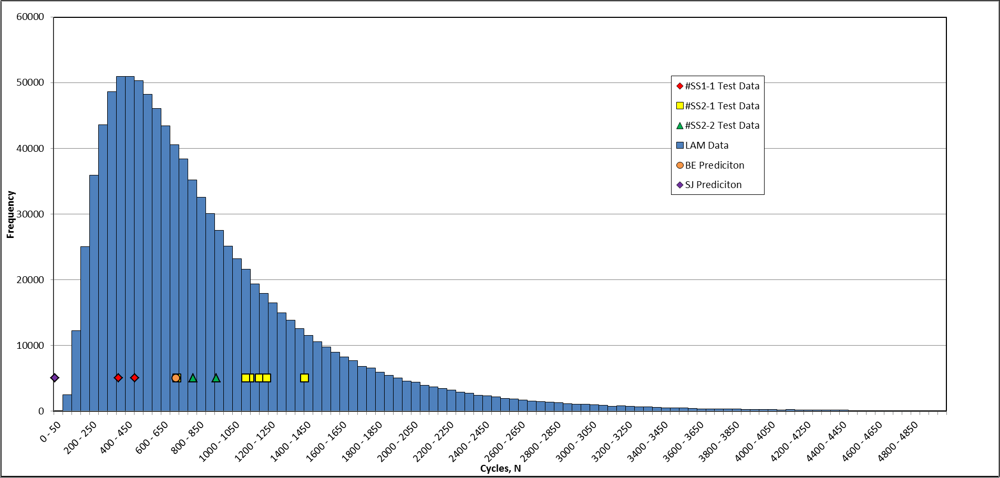 60000
50000
40000
30000
20000
10000
0
Frequency
#SS1-1 Test Data
#SS2-1 Test Data
#SS2-2 Test Data
LAM Data
BE Prediciton
SJ Prediciton
0 - 50
200 - 250
400 - 450
600 - 650
800 - 850
1000 - 1050
1200 - 1250
1400 - 1450
1600 - 1650
1800 - 1850
2000 - 2050
2200 - 2250
2400 - 2450
2600 - 2650
2800 - 2850
3000 - 3050
3200 - 3250
3400 - 3450
3600 - 3650
3800 - 3850
4000 - 4050
4200 - 4250
4400 - 4450
4600 - 4650
4800 - 4850
Cycles, N